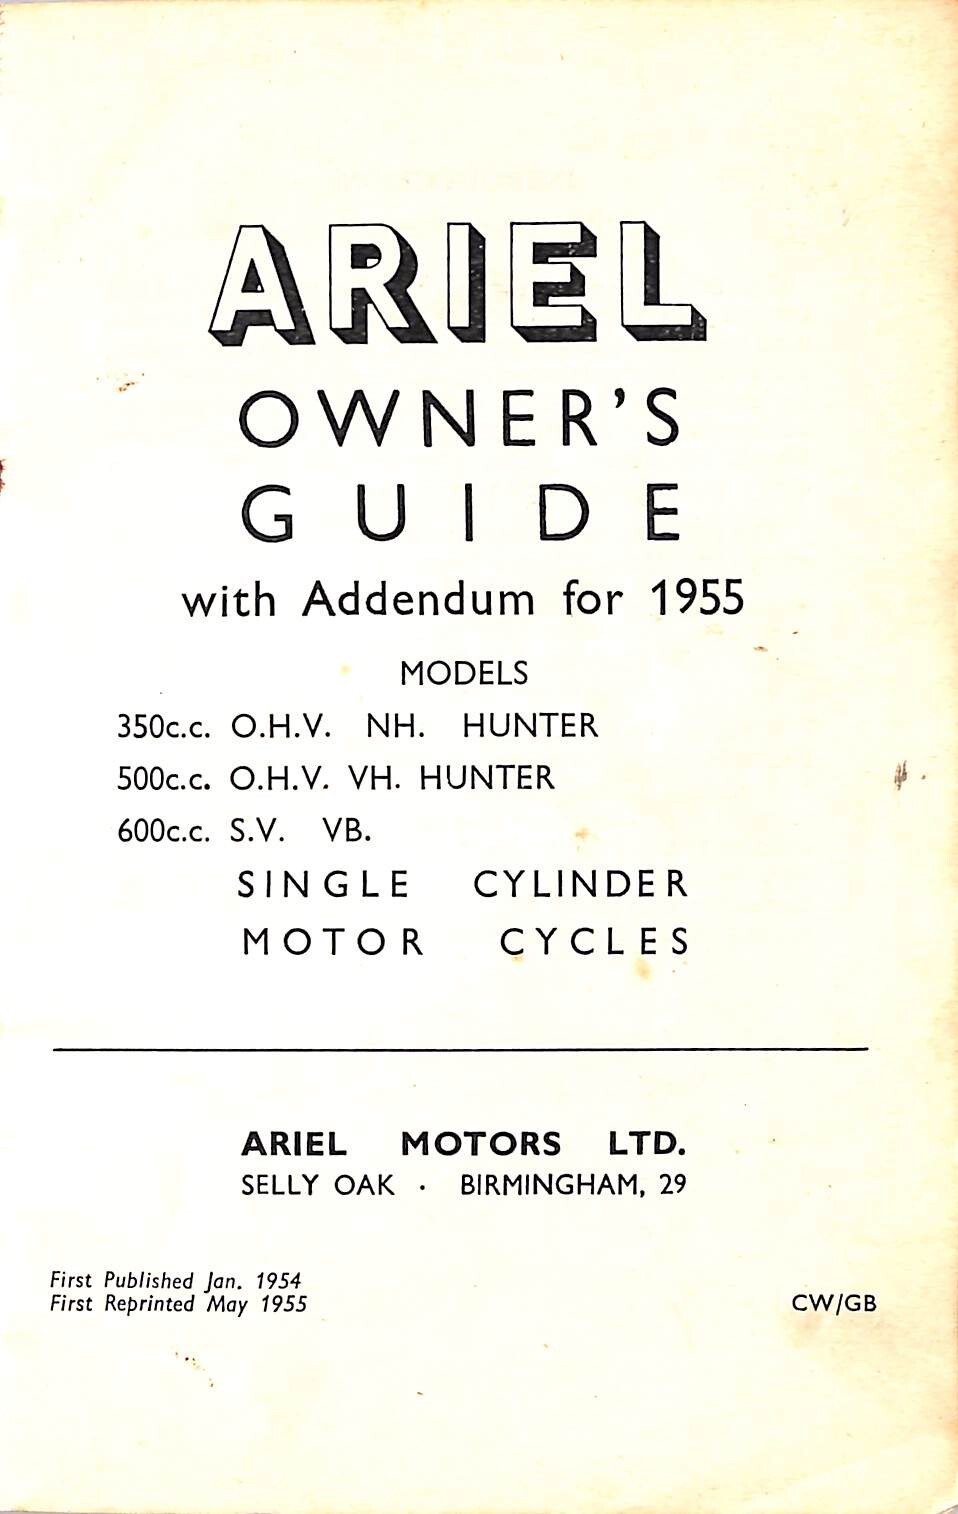 ARIEL
OWNER'S
GUIDE
with Addendum for 1955
MODELS
350c.c. O.H.V. NH. HUNTER
500c.c. O.H.V. VH. HUNTER
600c.c. S.V. VB.
SINGLE CYLINDER
MOTOR CYCLES
ARIEL MOTORS LTD.
SELLY OAK · BIRMINGHAM, 29
First Published Jan. 1954
First Reprinted May 1955
CW/GB